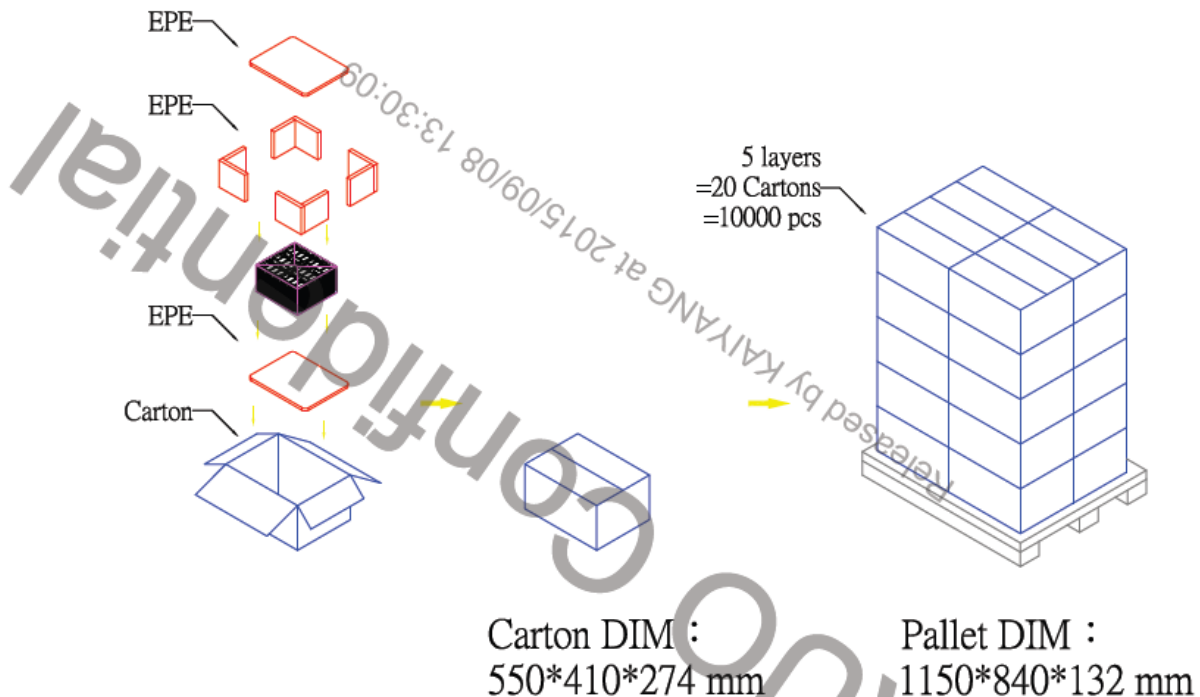 EPE
EPE
EPE
Carton
5 layers
=20 Cartons
=10000 pcs
Carton DIM：
550*410*274 mm
Pallet DIM：
1150*840*132 mm
Confidential
Released by KAIYANG at 2015/09/08 13:30:09